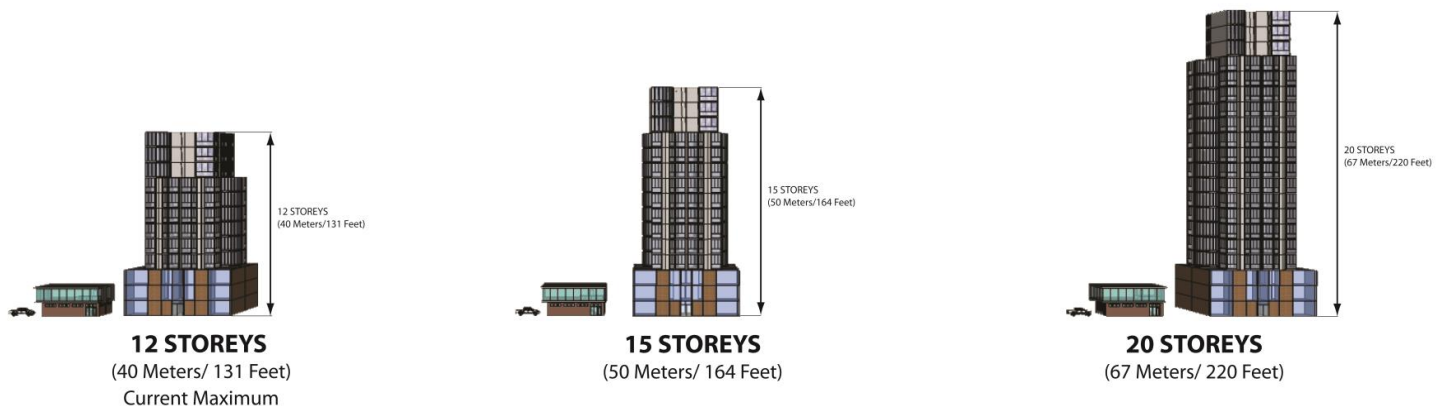 12 STOREYS
(40 Meters/131 Feet)
12 STOREYS
(40 Meters/ 131 Feet)
Current Maximum
15 STOREYS
(50 Meters/164 Feet)
15 STOREYS
(50 Meters/ 164 Feet)
20 STOREYS
(67 Meters/220 Feet)
20 STOREYS
(67 Meters/ 220 Feet)